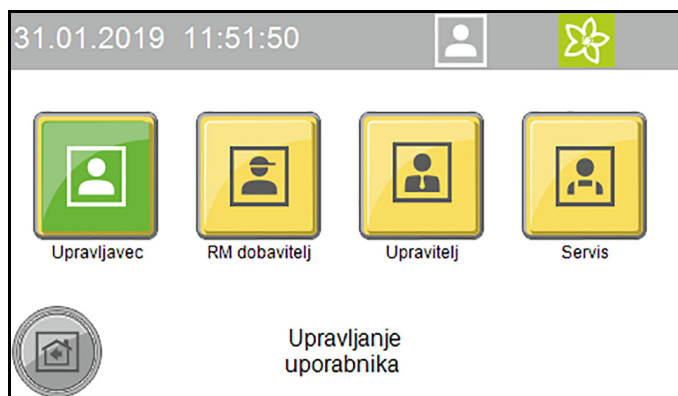 31.01.2019 11:51:50
Upravljavec
RM dobavitelj
Upravitelj
Servis
Upravljanje
uporabnika